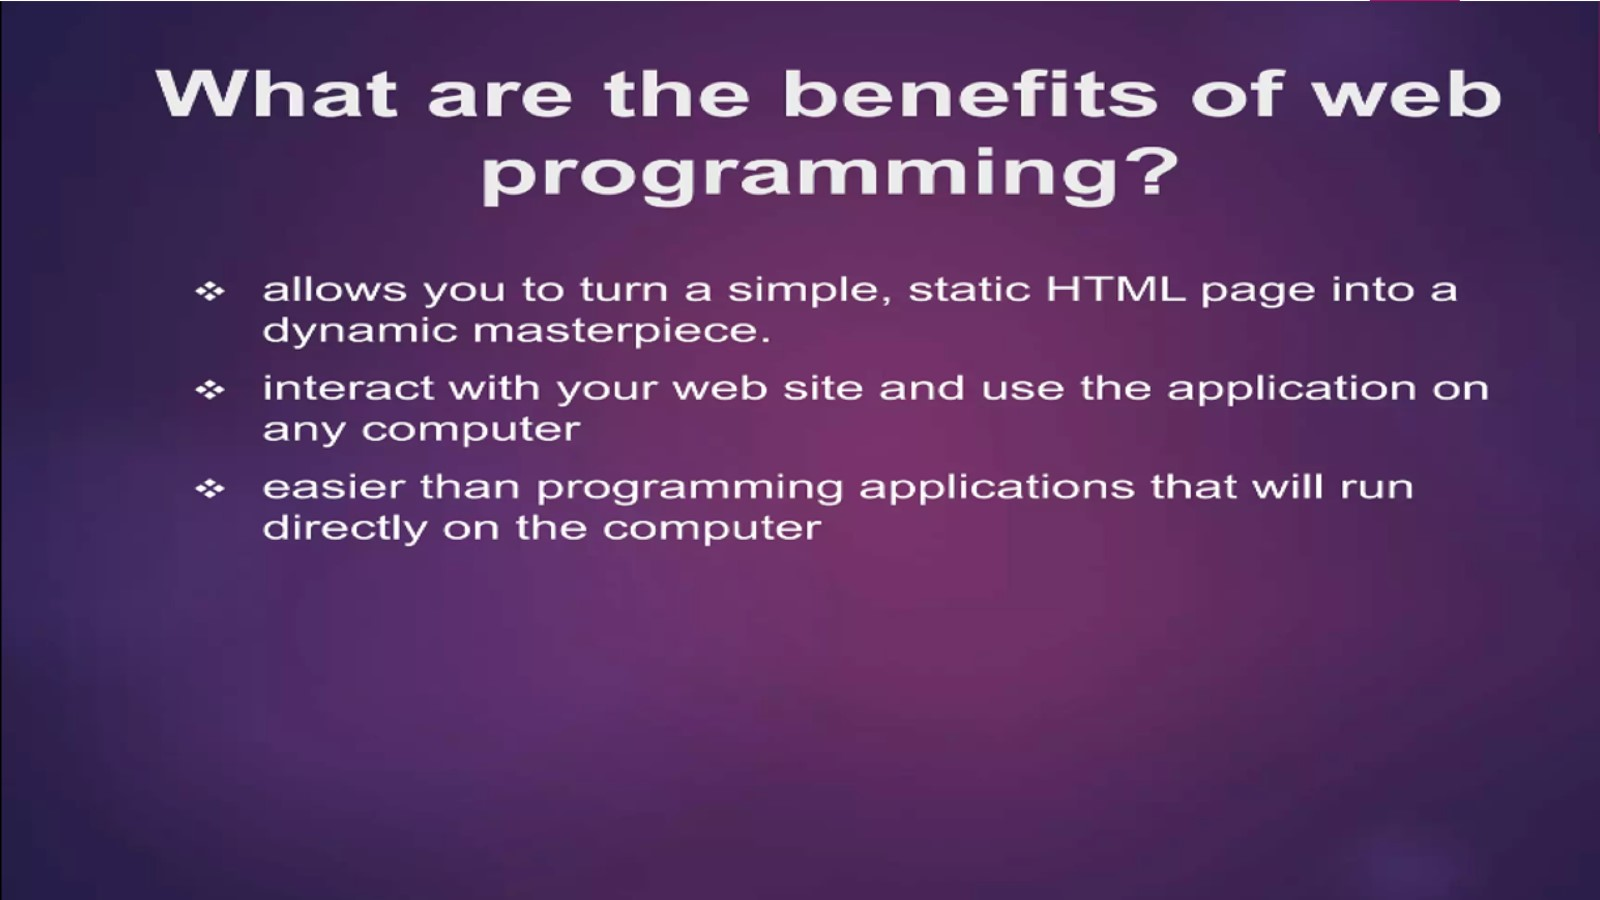 What are the benefits of web
programming?
❖ allows you to turn a simple, static HTML page into a
dynamic masterpiece.
❖ interact with your web site and use the application on
any computer
❖ easier than programming applications that will run
directly on the computer